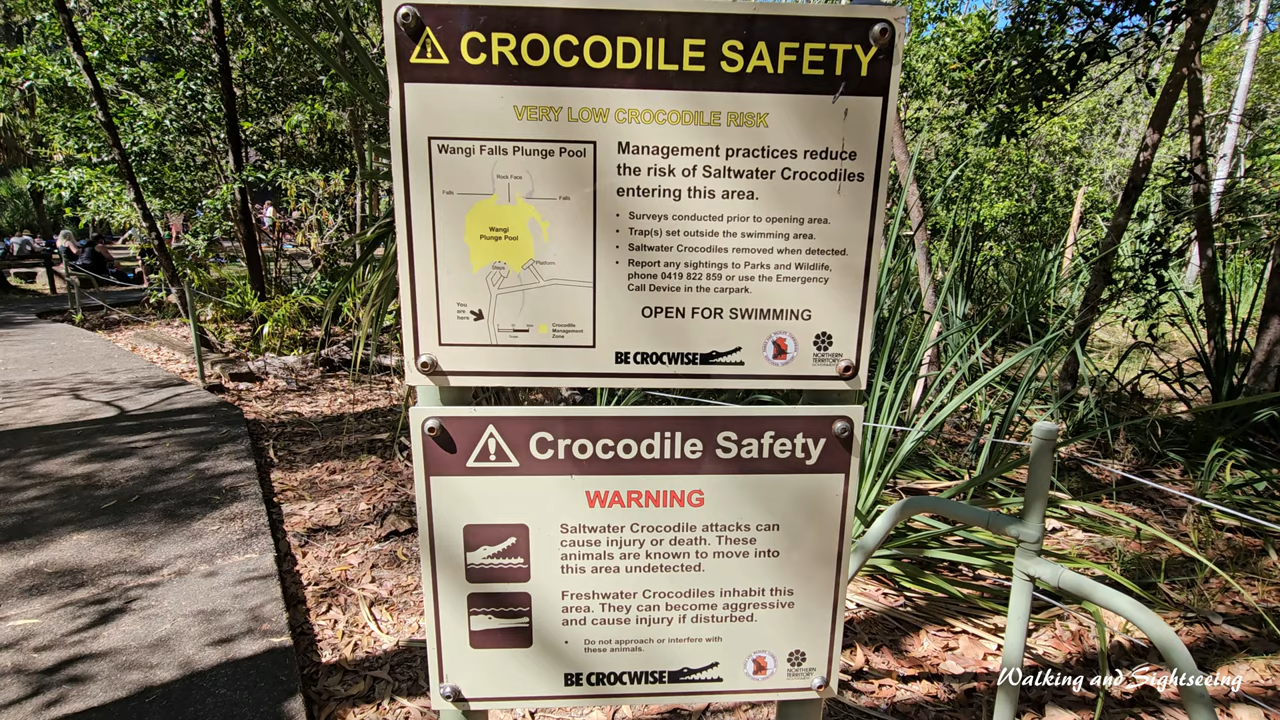 CROCODILE SAFETY
VERY LOW CROCODILE RISK
Wangi Falls Plunge Pool
Rock Face
Falls
Falls
Wangi
Plunge Pool
Steps
Platform
You
are
here
Crocodile
Management
Zone
Management practices reduce
the risk of Saltwater Crocodiles
entering this area.
• Surveys conducted prior to opening area.
• Trap(s) set outside the swimming area.
• Saltwater Crocodiles removed when detected.
• Report any sightings to Parks and Wildlife,
phone 0419 822 859 or use the Emergency
Call Device in the carpark.
OPEN FOR SWIMMING
BE CROCWISE
NORTHERN
TERRITORY
GOVERNMENT
Crocodile Safety
WARNING
Saltwater Crocodile attacks can
cause injury or death. These
animals are known to move into
this area undetected.
Freshwater Crocodiles inhabit this
area. They can become aggressive
and cause injury if disturbed.
• Do not approach or interfere with
these animals.
BE CROCWISE
NORTHERN
TERRITORY
GOVERNMENT
Walking and Sightseeing